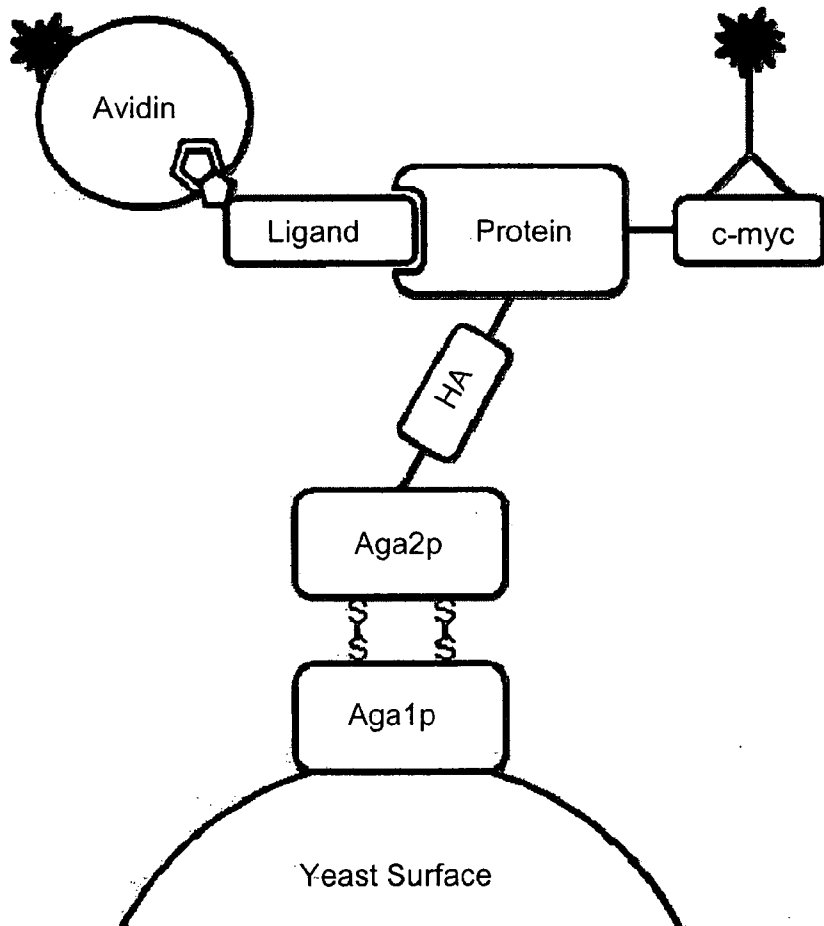 Avidin
Ligand
Protein
c-myc
HA
Aga2p
S S
S S
Aga1p
Yeast Surface